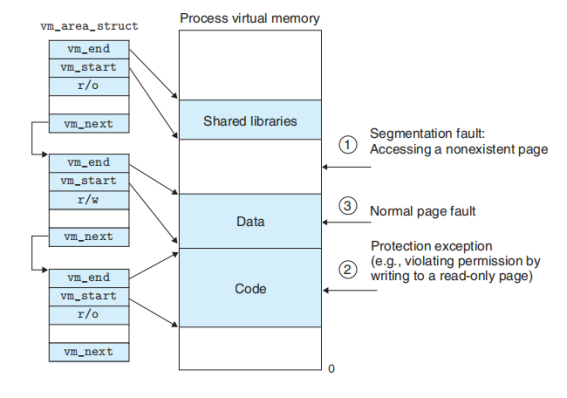 Process virtual memory
vm_area_struct
vm_end
vm_start
r/o
vm_next
vm_end
vm_start
r/w
vm_next
vm_end
vm_start
r/o
vm_next
Shared libraries
Data
Code
0
1
Segmentation fault:
Accessing a nonexistent page
3
Normal page fault
2
Protection exception
(e.g., violating permission by
writing to a read-only page)